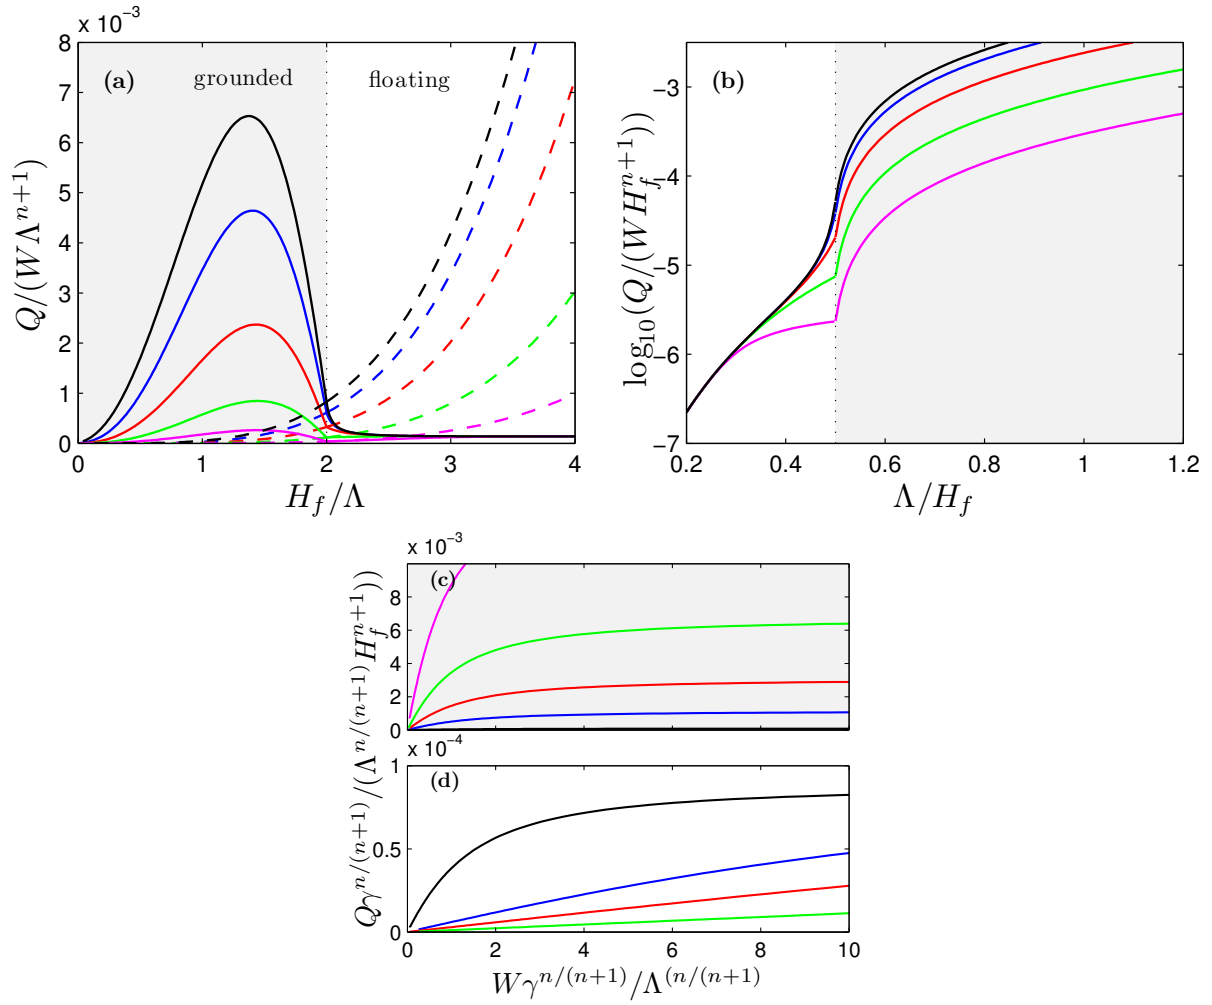 x 10⁻³
8
7
6
5
4
3
2
1
0
(a)
grounded
floating
0 1 2 3 4
Q/(WΛⁿ⁺¹)
H_f/Λ
(b)
−3
−4
−5
−6
−7
0.2 0.4 0.6 0.8 1 1.2
log₁₀(Q/(WH_f^{n+1}))
Λ/H_f
x 10⁻³
(c)
8
6
4
2
0
x 10⁻⁴
(d)
1
0.5
0
0 2 4 6 8 10
Qγ^{n/(n+1)}/(Λ^{n/(n+1)}H_f^{n+1}))
Wγ^{n/(n+1)}/Λ^{(n/(n+1)}